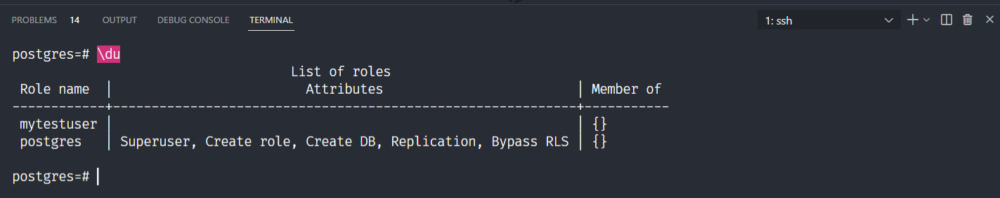 PROBLEMS 14 OUTPUT DEBUG CONSOLE TERMINAL 1: ssh
postgres=# \du
List of roles
Role name | Attributes | Member of
------------+------------------------------------------------------------+-----------
mytestuser | | {}
postgres | Superuser, Create role, Create DB, Replication, Bypass RLS | {}
postgres=#